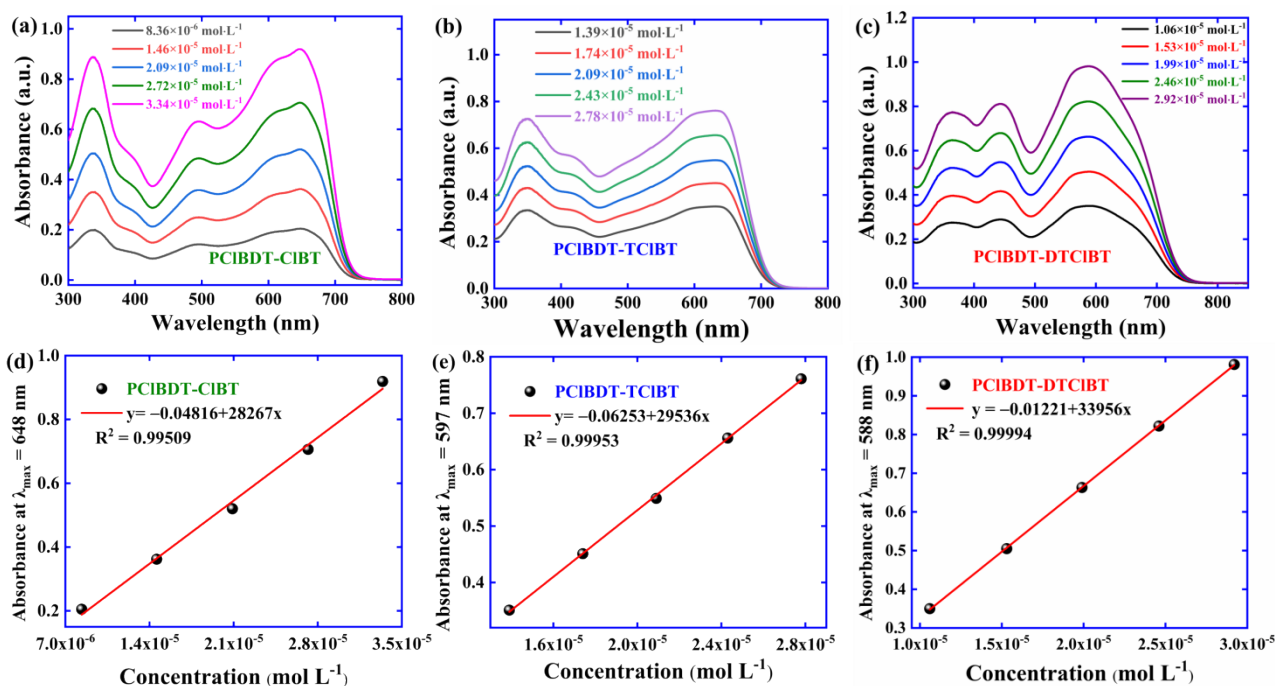 (a)
8.36×10⁻⁶ mol·L⁻¹
1.46×10⁻⁵ mol·L⁻¹
2.09×10⁻⁵ mol·L⁻¹
2.72×10⁻⁵ mol·L⁻¹
3.34×10⁻⁵ mol·L⁻¹
1.0
0.8
0.6
0.4
0.2
0.0
Absorbance (a.u.)
PClBDT-ClBT
300 400 500 600 700 800
Wavelength (nm)
(b)
1.39×10⁻⁵ mol·L⁻¹
1.74×10⁻⁵ mol·L⁻¹
2.09×10⁻⁵ mol·L⁻¹
2.43×10⁻⁵ mol·L⁻¹
2.78×10⁻⁵ mol·L⁻¹
1.0
0.8
0.6
0.4
0.2
0.0
Absorbance (a.u.)
PClBDT-TClBT
300 400 500 600 700 800
Wavelength (nm)
(c)
1.06×10⁻⁵ mol·L⁻¹
1.53×10⁻⁵ mol·L⁻¹
1.99×10⁻⁵ mol·L⁻¹
2.46×10⁻⁵ mol·L⁻¹
2.92×10⁻⁵ mol·L⁻¹
1.2
1.0
0.8
0.6
0.4
0.2
0.0
Absorbance (a.u.)
PClBDT-DTClBT
300 400 500 600 700 800
Wavelength (nm)
(d)
PClBDT-ClBT
y= −0.04816+28267x
R² = 0.99509
1.0
0.8
0.6
0.4
0.2
Absorbance at λmax = 648 nm
7.0x10⁻⁶ 1.4x10⁻⁵ 2.1x10⁻⁵ 2.8x10⁻⁵ 3.5x10⁻⁵
Concentration (mol L⁻¹)
(e)
PClBDT-TClBT
y= −0.06253+29536x
R² = 0.99953
0.8
0.7
0.6
0.5
0.4
Absorbance at λmax = 597 nm
1.6x10⁻⁵ 2.0x10⁻⁵ 2.4x10⁻⁵ 2.8x10⁻⁵
Concentration (mol L⁻¹)
(f)
PClBDT-DTClBT
y = −0.01221+33956x
R² = 0.99994
1.0
0.9
0.8
0.7
0.6
0.5
0.4
0.3
Absorbance at λmax = 588 nm
1.0x10⁻⁵ 1.5x10⁻⁵ 2.0x10⁻⁵ 2.5x10⁻⁵ 3.0x10⁻⁵
Concentration (mol L⁻¹)